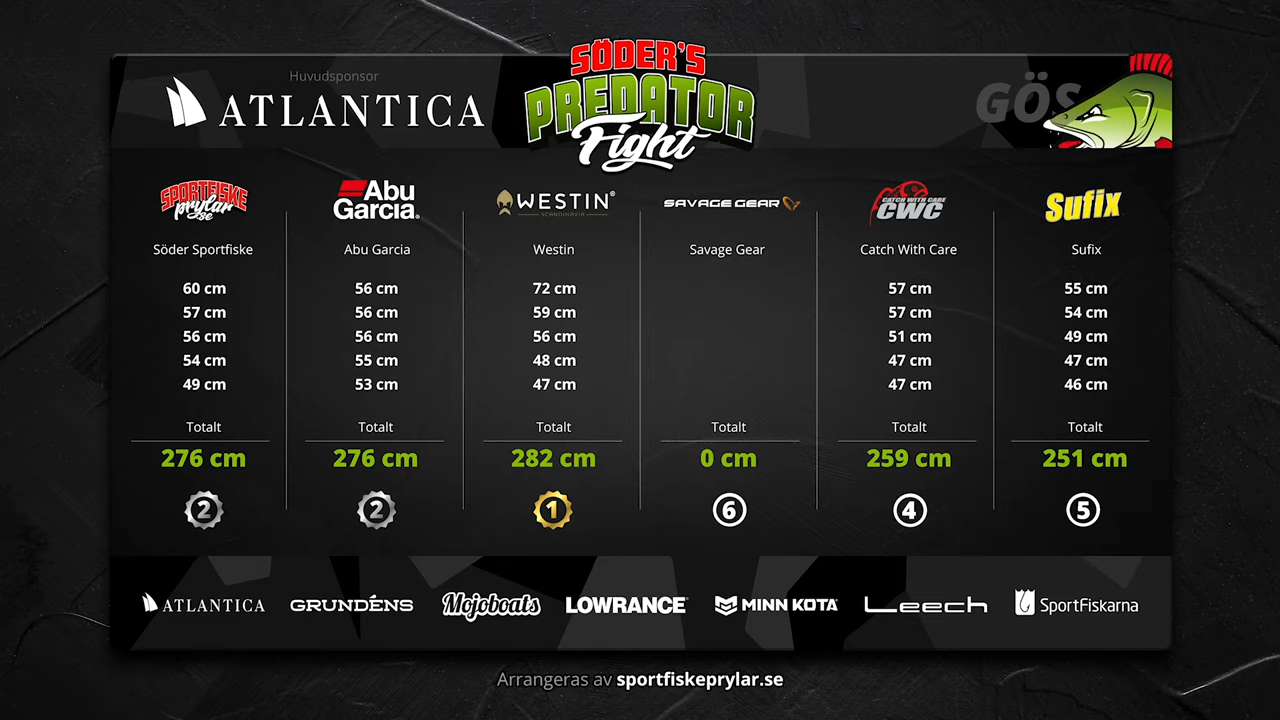 Huvudsponsor
ATLANTICA
SÖDER'S
PREDATOR
Fight
GÖS
SPORTFISKE
prylar
.se
Söder Sportfiske
60 cm
57 cm
56 cm
54 cm
49 cm
Totalt
276 cm
2
Abu
Garcia
Abu Garcia
56 cm
56 cm
56 cm
55 cm
53 cm
Totalt
276 cm
2
WESTIN®
SCANDINAVIA
Westin
72 cm
59 cm
56 cm
48 cm
47 cm
Totalt
282 cm
1
SAVAGE GEAR
Savage Gear
Totalt
0 cm
6
CATCH WITH CARE
CWC
Catch With Care
57 cm
57 cm
51 cm
47 cm
47 cm
Totalt
259 cm
4
Sufix
Sufix
55 cm
54 cm
49 cm
47 cm
46 cm
Totalt
251 cm
5
ATLANTICA
GRUNDÉNS
Mojoboats
LOWRANCE®
MINN KOTA
Leech
SportFiskarna
Arrangeras av sportfiskeprylar.se